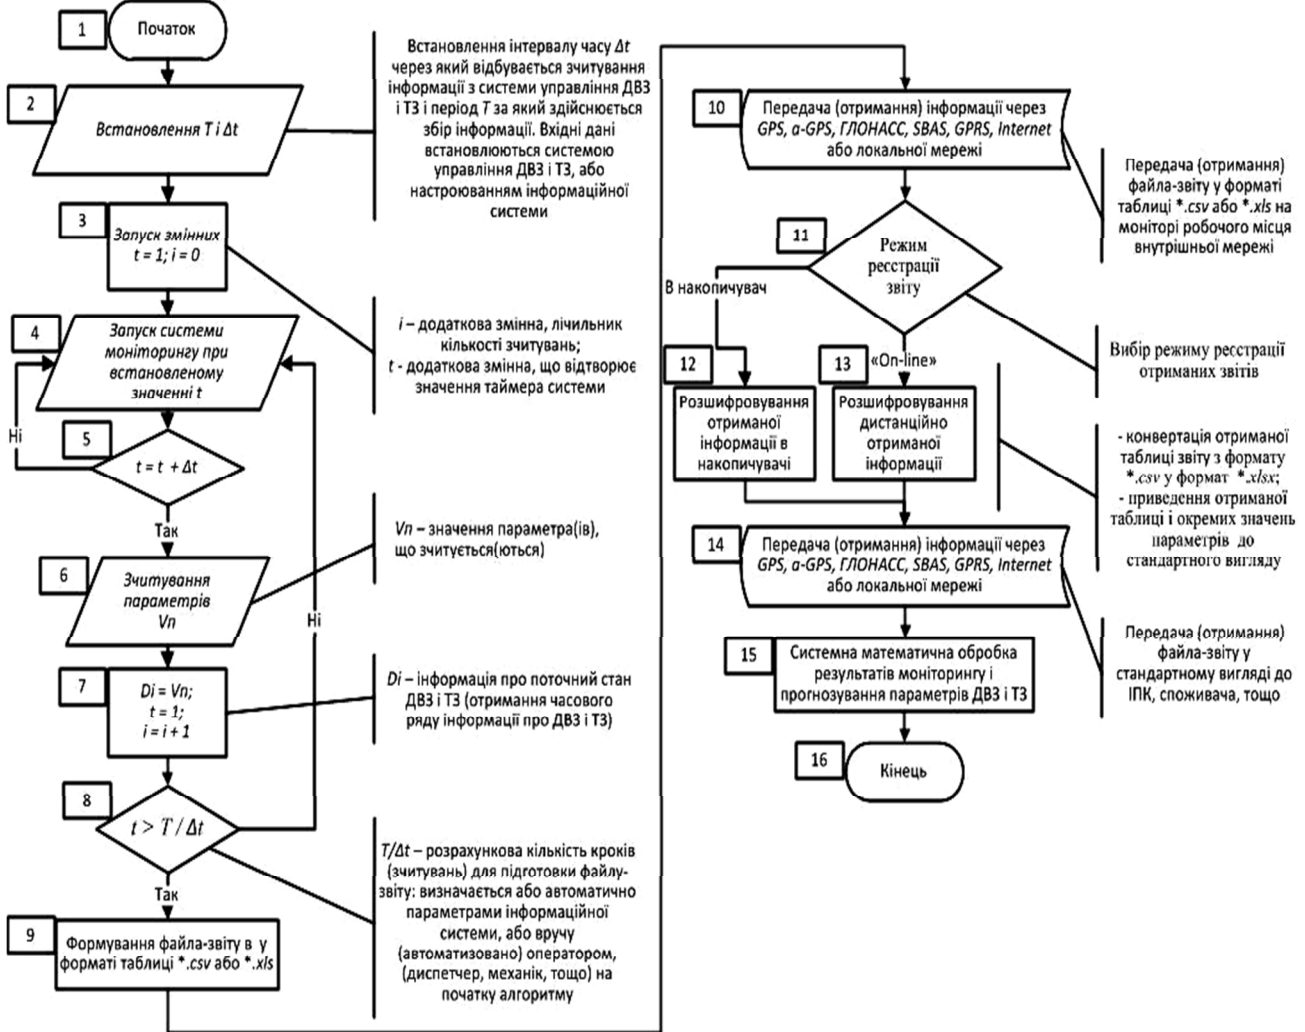 1
Початок
2
Встановлення T і Δt
Встановлення інтервалу часу Δt
через який відбувається зчитування
інформації з системи управління ДВЗ
і ТЗ і період T за який здійснюється
збір інформації. Вхідні дані
встановлюються системою
управління ДВЗ і ТЗ, або
настроюванням інформаційної
системи
3
Запуск змінних
t = 1; i = 0
i – додаткова змінна, лічильник
кількості зчитувань;
t - додаткова змінна, що відтворює
значення таймера системи
4
Запуск системи
моніторингу при
встановленому
значенні t
Ні
5
t = t + Δt
Так
6
Зчитування
параметрів
Vn
Vn – значення параметра(ів),
що зчитується(ються)
Ні
7
Di = Vn;
t = 1;
i = i + 1
Di – інформація про поточний стан
ДВЗ і ТЗ (отримання часового
ряду інформації про ДВЗ і ТЗ)
8
t > T / Δt
Так
T/Δt – розрахункова кількість кроків
(зчитувань) для підготовки файлу-
звіту: визначається або автоматично
параметрами інформаційної
системи, або вручу
(автоматизовано) оператором,
(диспетчер, механік, тощо) на
початку алгоритму
9
Формування файла-звіту в у
форматі таблиці *.csv або *.xls
10
Передача (отримання) інформації через
GPS, a-GPS, ГЛОНАСС, SBAS, GPRS, Internet
або локальної мережі
Передача (отримання)
файла-звіту у форматі
таблиці *.csv або *.xls на
моніторі робочого місця
внутрішньої мережі
11
Режим
реєстрації
звіту
В накопичувач
«On-line»
Вибір режиму реєстрації
отриманих звітів
12
Розшифровування
отриманої
інформації в
накопичувачі
13
Розшифровування
дистанційно
отриманої
інформації
- конвертація отриманої
таблиці звіту з формату
*.csv у формат *.xlsx;
- приведення отриманої
таблиці і окремих значень
параметрів до
стандартного вигляду
14
Передача (отримання) інформації через
GPS, a-GPS, ГЛОНАСС, SBAS, GPRS, Internet
або локальної мережі
Передача (отримання)
файла-звіту у
стандартному вигляді до
ІПК, споживача, тощо
15
Системна математична обробка
результатів моніторингу і
прогнозування параметрів ДВЗ і ТЗ
16
Кінець